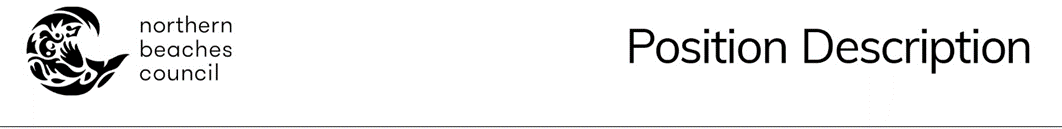 northern
beaches
council
Position Description